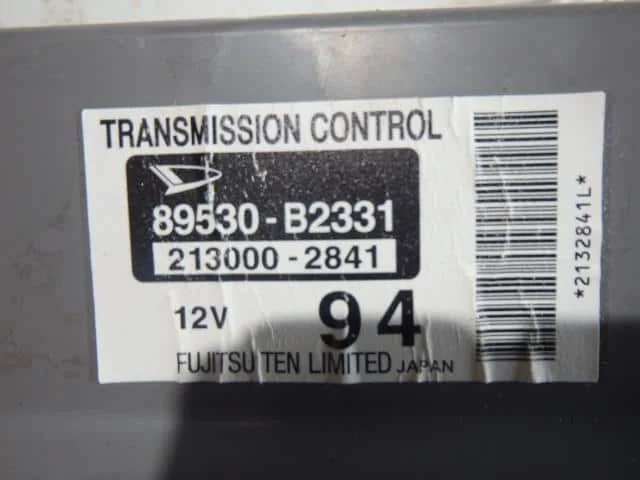 TRANSMISSION CONTROL
89530-B2331
213000-2841
12V 94
FUJITSU TEN LIMITED JAPAN
*2132841L*